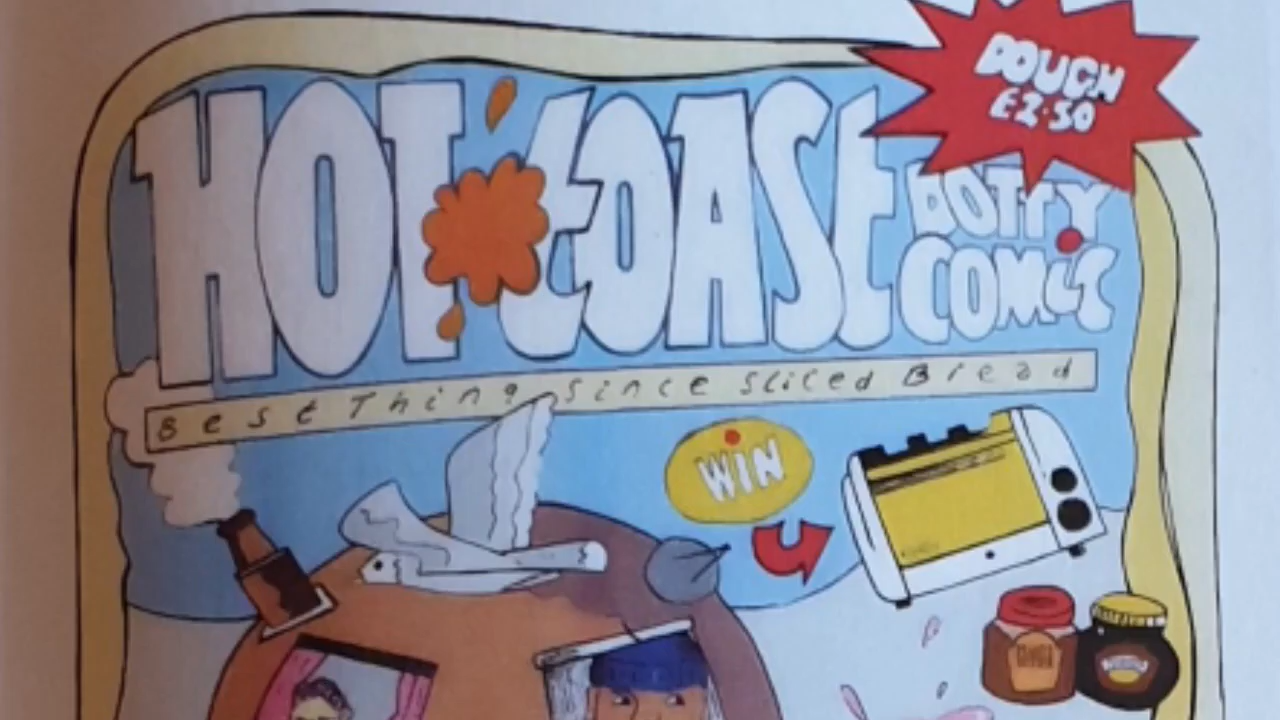 DOUGH
£2.50
HOT tOASt
DOTTY
COMiC
Best Thing Since Sliced Bread
WIN